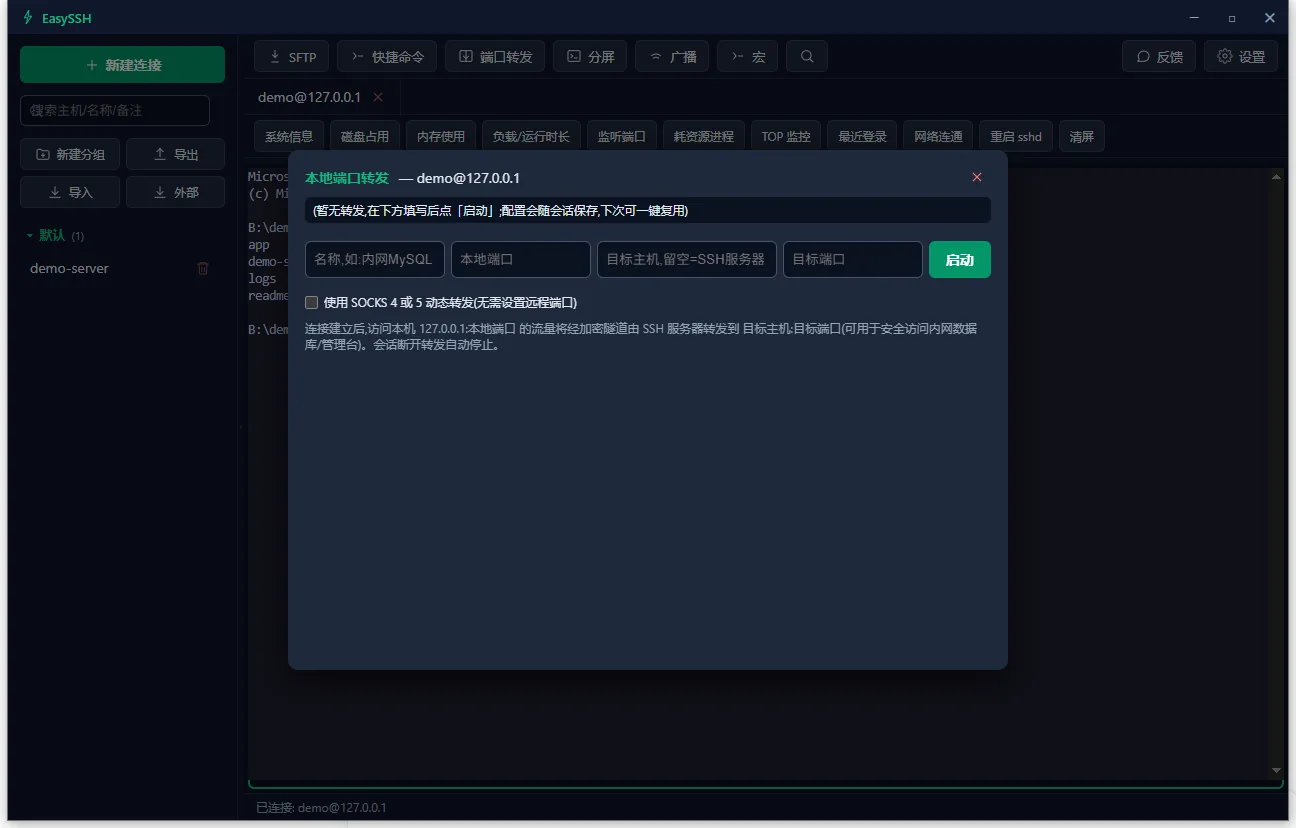 EasySSH
新建连接
搜索主机/名称/备注
新建分组
导出
导入
外部
默认 (1)
demo-server
SFTP
快捷命令
端口转发
分屏
广播
宏
反馈
设置
demo@127.0.0.1
系统信息
磁盘占用
内存使用
负载/运行时长
监听端口
耗资源进程
TOP 监控
最近登录
网络连通
重启 sshd
清屏
Micros
(c) Mi
B:\dem
app
demo-s
logs
readme
B:\dem
本地端口转发 — demo@127.0.0.1
(暂无转发,在下方填写后点「启动」;配置会随会话保存,下次可一键复用)
名称,如:内网MySQL
本地端口
目标主机,留空=SSH服务器
目标端口
启动
使用 SOCKS 4 或 5 动态转发(无需设置远程端口)
连接建立后,访问本机 127.0.0.1:本地端口 的流量将经加密隧道由 SSH 服务器转发到 目标主机:目标端口(可用于安全访问内网数据
库/管理台)。会话断开转发自动停止。
已连接: demo@127.0.0.1